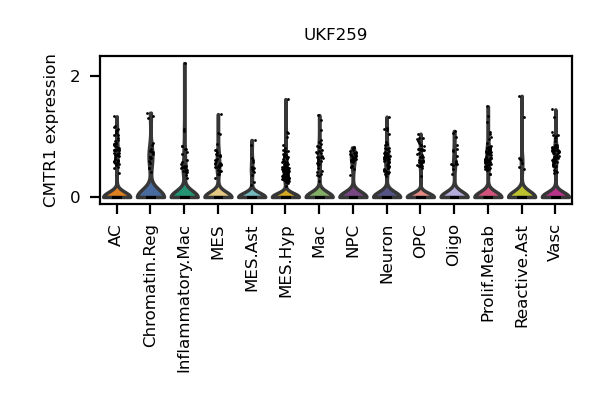 UKF259
CMTR1 expression
2
0
AC
Chromatin.Reg
Inflammatory.Mac
MES
MES.Ast
MES.Hyp
Mac
NPC
Neuron
OPC
Oligo
Prolif.Metab
Reactive.Ast
Vasc